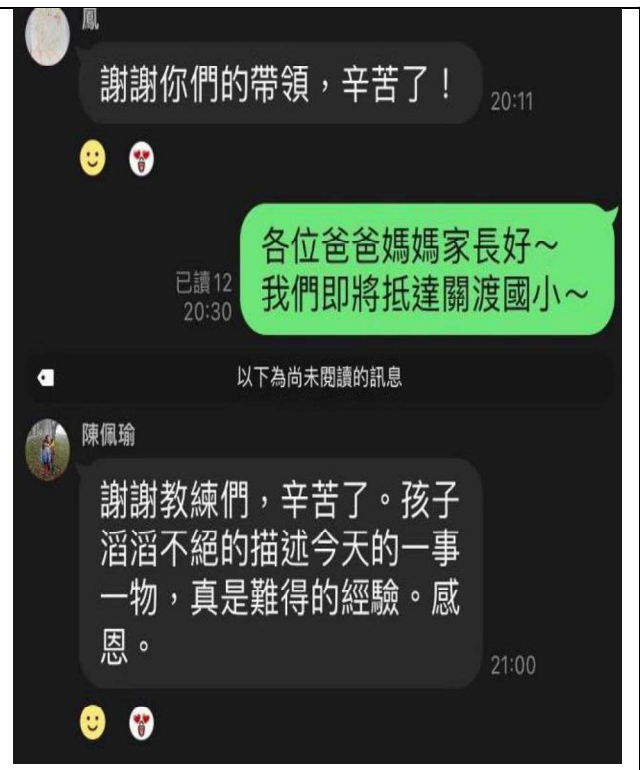 鳳
謝謝你們的帶領，辛苦了！
20:11
各位爸爸媽媽家長好～
我們即將抵達關渡國小～
已讀 12
20:30
以下為尚未閱讀的訊息
陳佩瑜
謝謝教練們，辛苦了。孩子
滔滔不絕的描述今天的一事
一物，真是難得的經驗。感
恩。
21:00